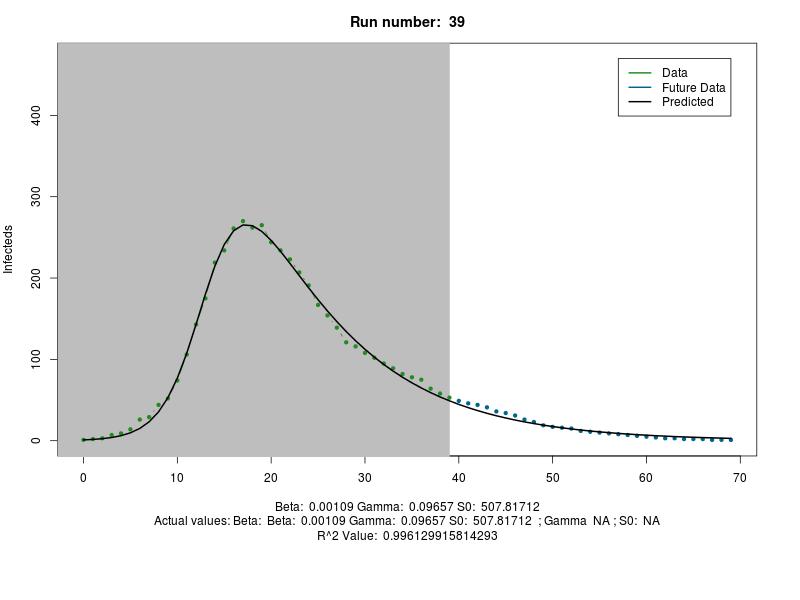 Run number: 39
Data
Future Data
Predicted
400
300
200
100
0
Infecteds
0 10 20 30 40 50 60 70
Beta: 0.00109 Gamma: 0.09657 S0: 507.81712
Actual values: Beta: Beta: 0.00109 Gamma: 0.09657 S0: 507.81712 ; Gamma NA ; S0: NA
R^2 Value: 0.996129915814293